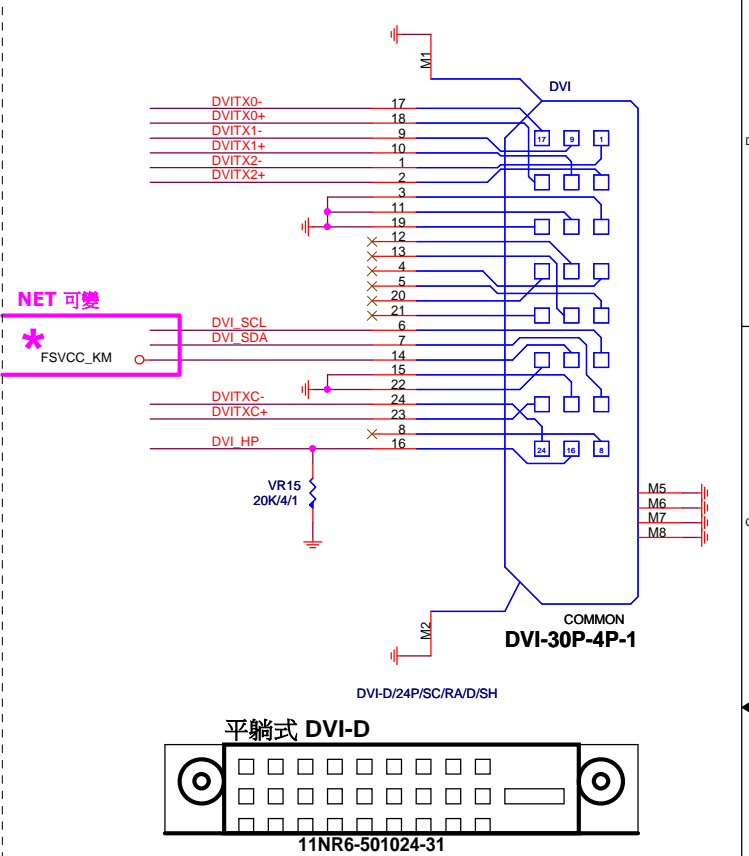 M1
DVI
DVITX0- 17
DVITX0+ 18
DVITX1- 9
DVITX1+ 10
DVITX2- 1
DVITX2+ 2
17 9 1
3
11
19
12
13
4
5
20
21
NET 可變
*
FSVCC_KM
DVI_SCL 6
DVI_SDA 7
14
15
22
DVITXC- 24
DVITXC+ 23
8
DVI_HP 16
24 16 8
VR15
20K/4/1
M5
M6
M7
M8
M2
COMMON
DVI-30P-4P-1
DVI-D/24P/SC/RA/D/SH
平躺式 DVI-D
11NR6-501024-31